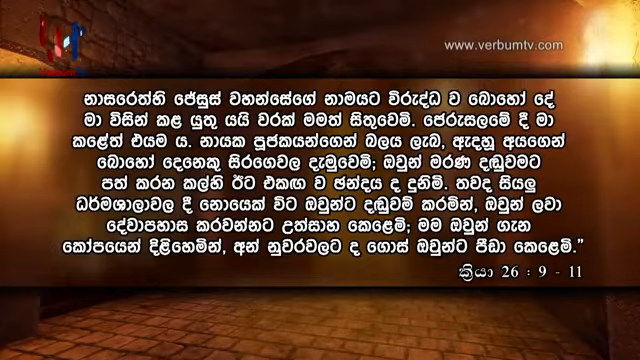 www.verbumtv.com
VerbumTV
නාසරෙත්හි ජේසුස් වහන්සේගේ නාමයට විරුද්ධ ව බොහෝ දේ
මා විසින් කළ යුතු යයි වරක් මමත් සිතුවෙමි. ජෙරුසලමේ දී මා
කළේත් එයම ය. නායක පූජකයන්ගෙන් බලය ලැබ, ඇදහූ අයගෙන්
බොහෝ දෙනෙකු සිරගෙවල දැමුවෙමි; ඔවුන් මරණ දඬුවමට
පත් කරන කල්හි ඊට එකඟ ව ඡන්දය ද දුනිමි. තවද සියලු
ධර්මශාලාවල දී නොයෙක් විට ඔවුන්ට දඬුවම් කරමින්, ඔවුන් ලවා
දේවාපහාස කරවන්නට උත්සාහ කෙළෙමි; මම ඔවුන් ගැන
කෝපයෙන් දිළිහෙමින්, අන් නුවරවලට ද ගොස් ඔවුන්ට පීඩා කෙළෙමි.”
ක්‍රියා 26 : 9 - 11